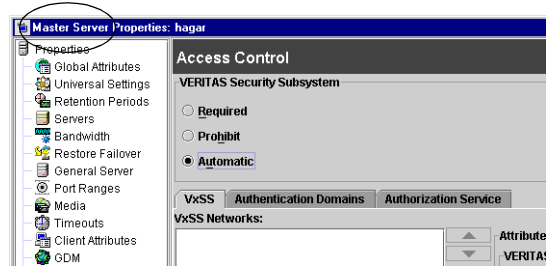 Master Server Properties: hagar
Properties
Global Attributes
Universal Settings
Retention Periods
Servers
Bandwidth
Restore Failover
General Server
Port Ranges
Media
Timeouts
Client Attributes
GDM
Access Control
VERITAS Security Subsystem
Required
Prohibit
Automatic
VxSS Authentication Domains Authorization Service
VxSS Networks:
Attribute
VERITAS